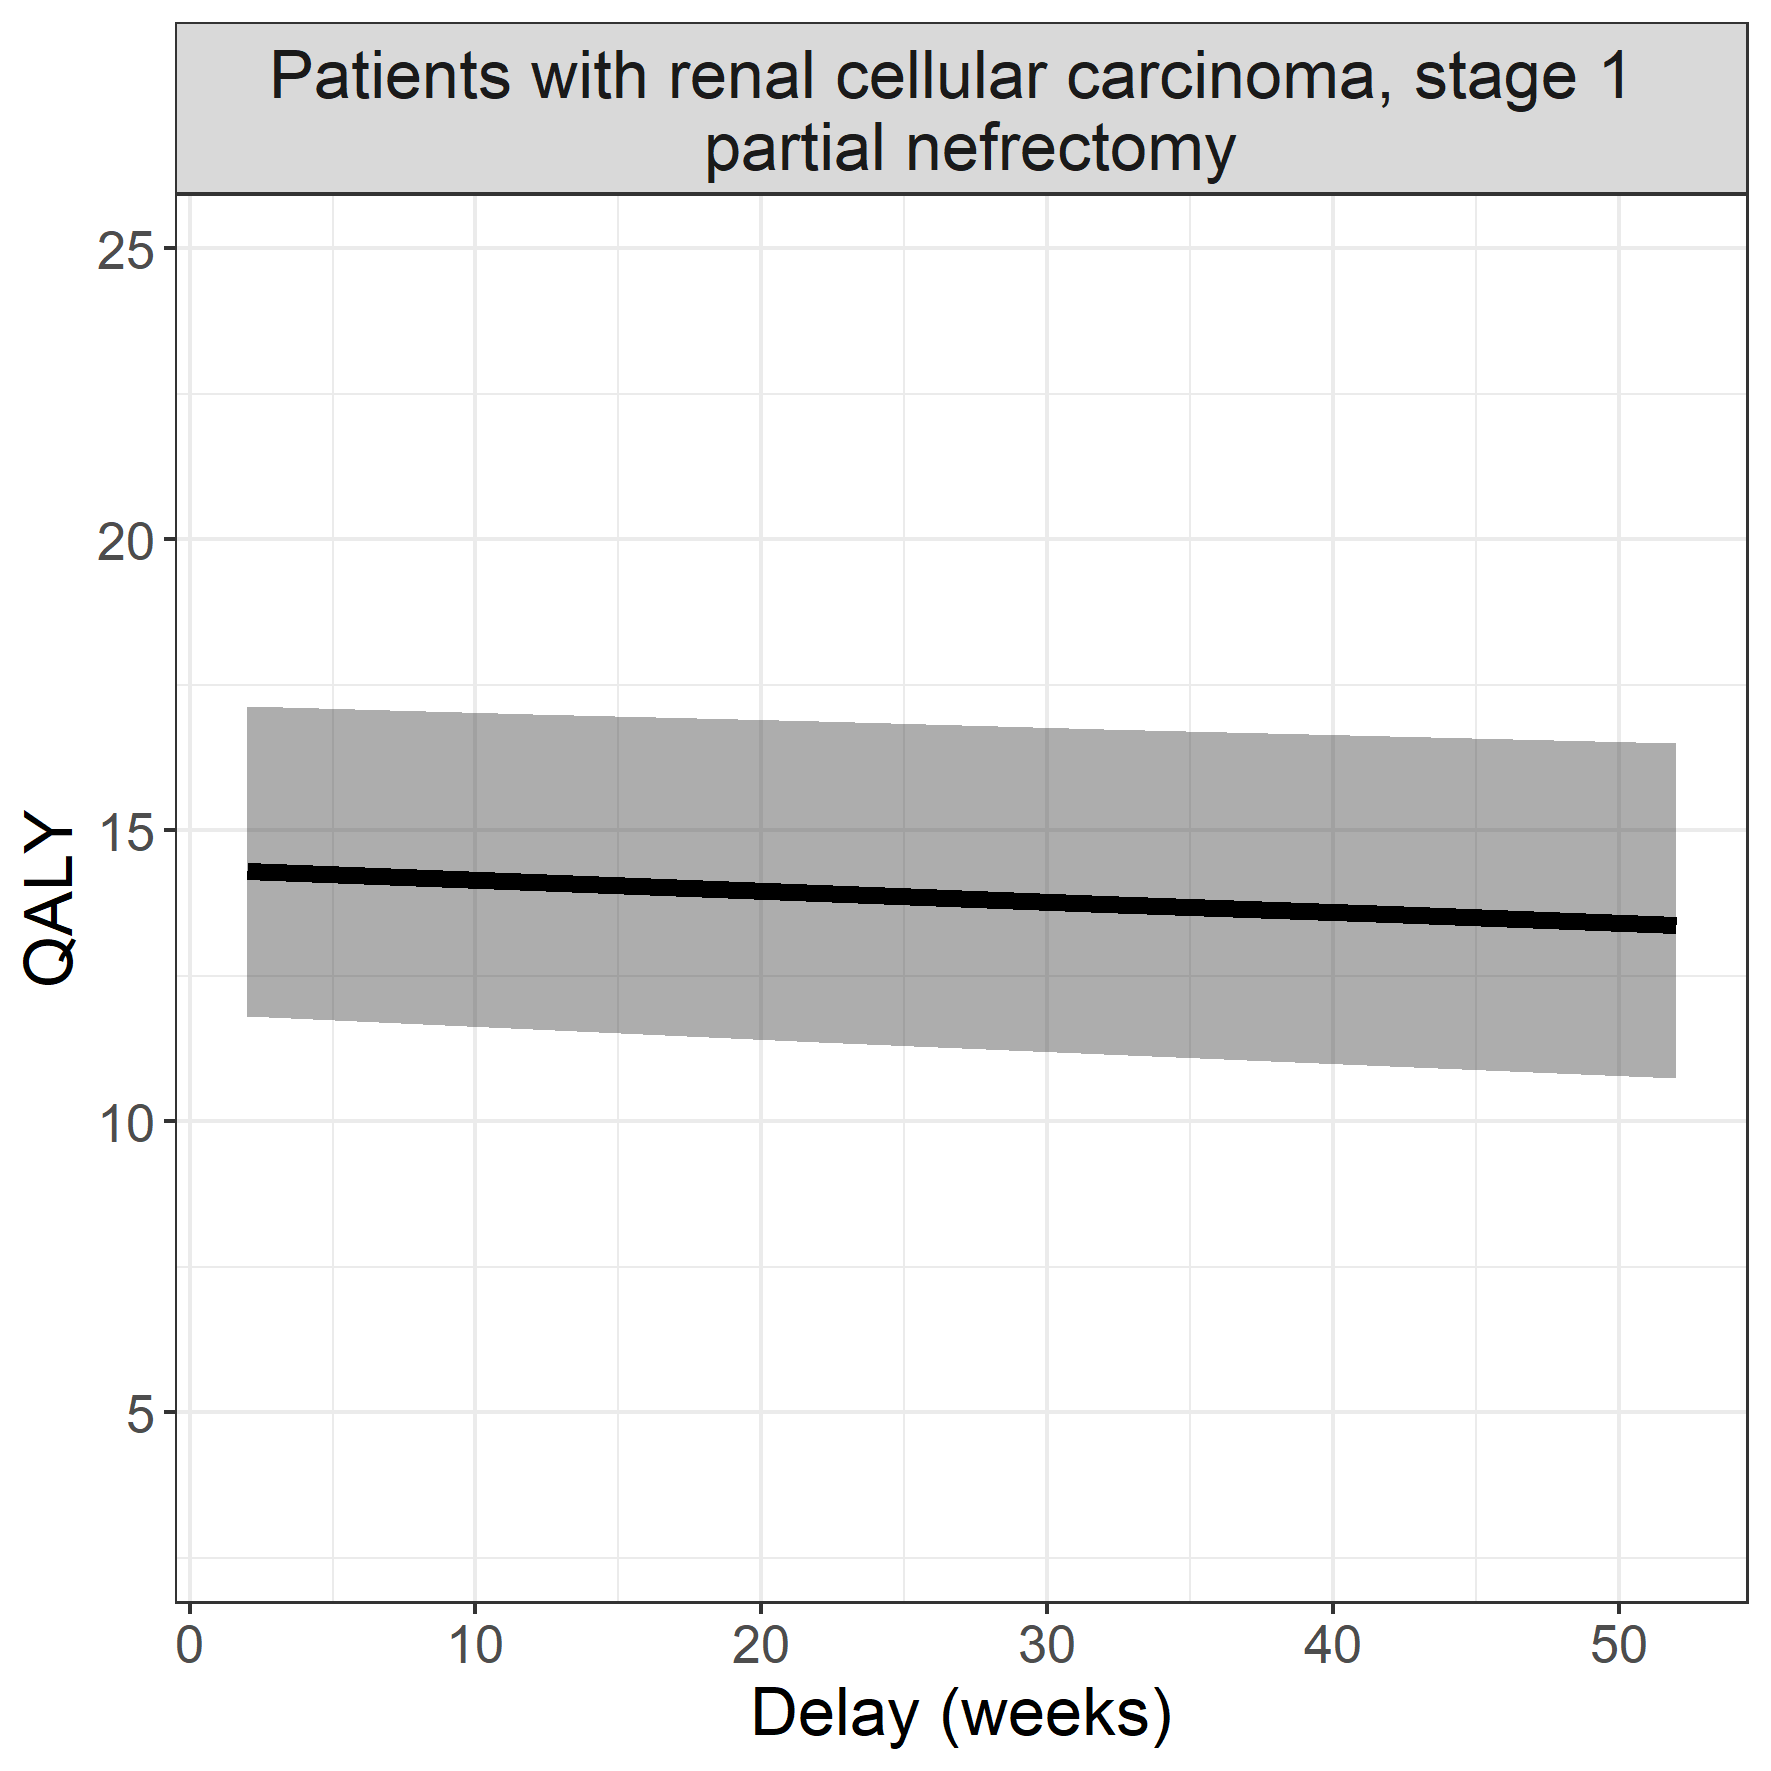 Patients with renal cellular carcinoma, stage 1
partial nefrectomy
25
20
15
10
5
QALY
0 10 20 30 40 50
Delay (weeks)